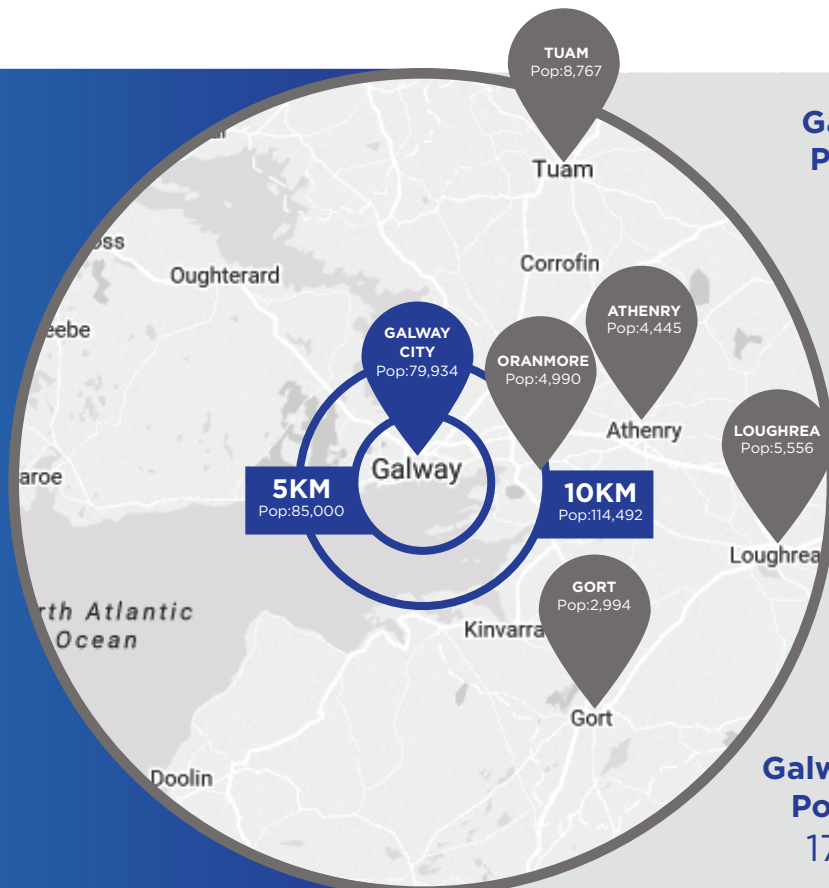 TUAM
Pop:8,767
Tuam
Corrofin
Oughterard
ATHENRY
Pop:4,445
GALWAY
CITY
Pop:79,934
ORANMORE
Pop:4,990
Athenry
LOUGHREA
Pop:5,556
Galway
5KM
Pop:85,000
10KM
Pop:114,492
Loughrea
GORT
Pop:2,994
Atlantic
Ocean
Kinvarra
Gort
Doolin
17